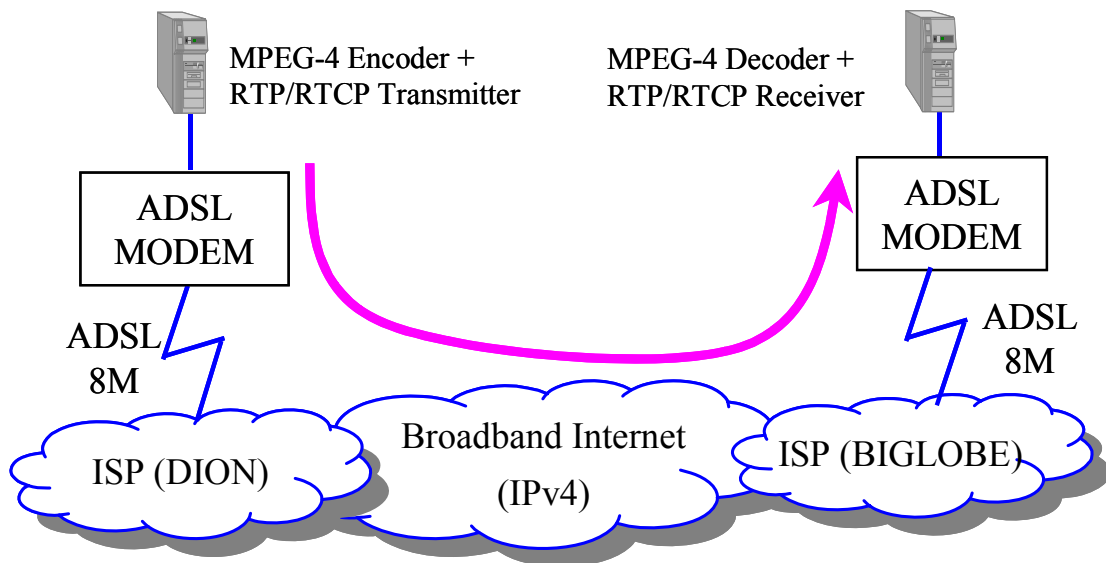 MPEG-4 Encoder +
RTP/RTCP Transmitter
MPEG-4 Decoder +
RTP/RTCP Receiver
ADSL
MODEM
ADSL
MODEM
ADSL
8M
ADSL
8M
ISP (DION)
Broadband Internet
(IPv4)
ISP (BIGLOBE)